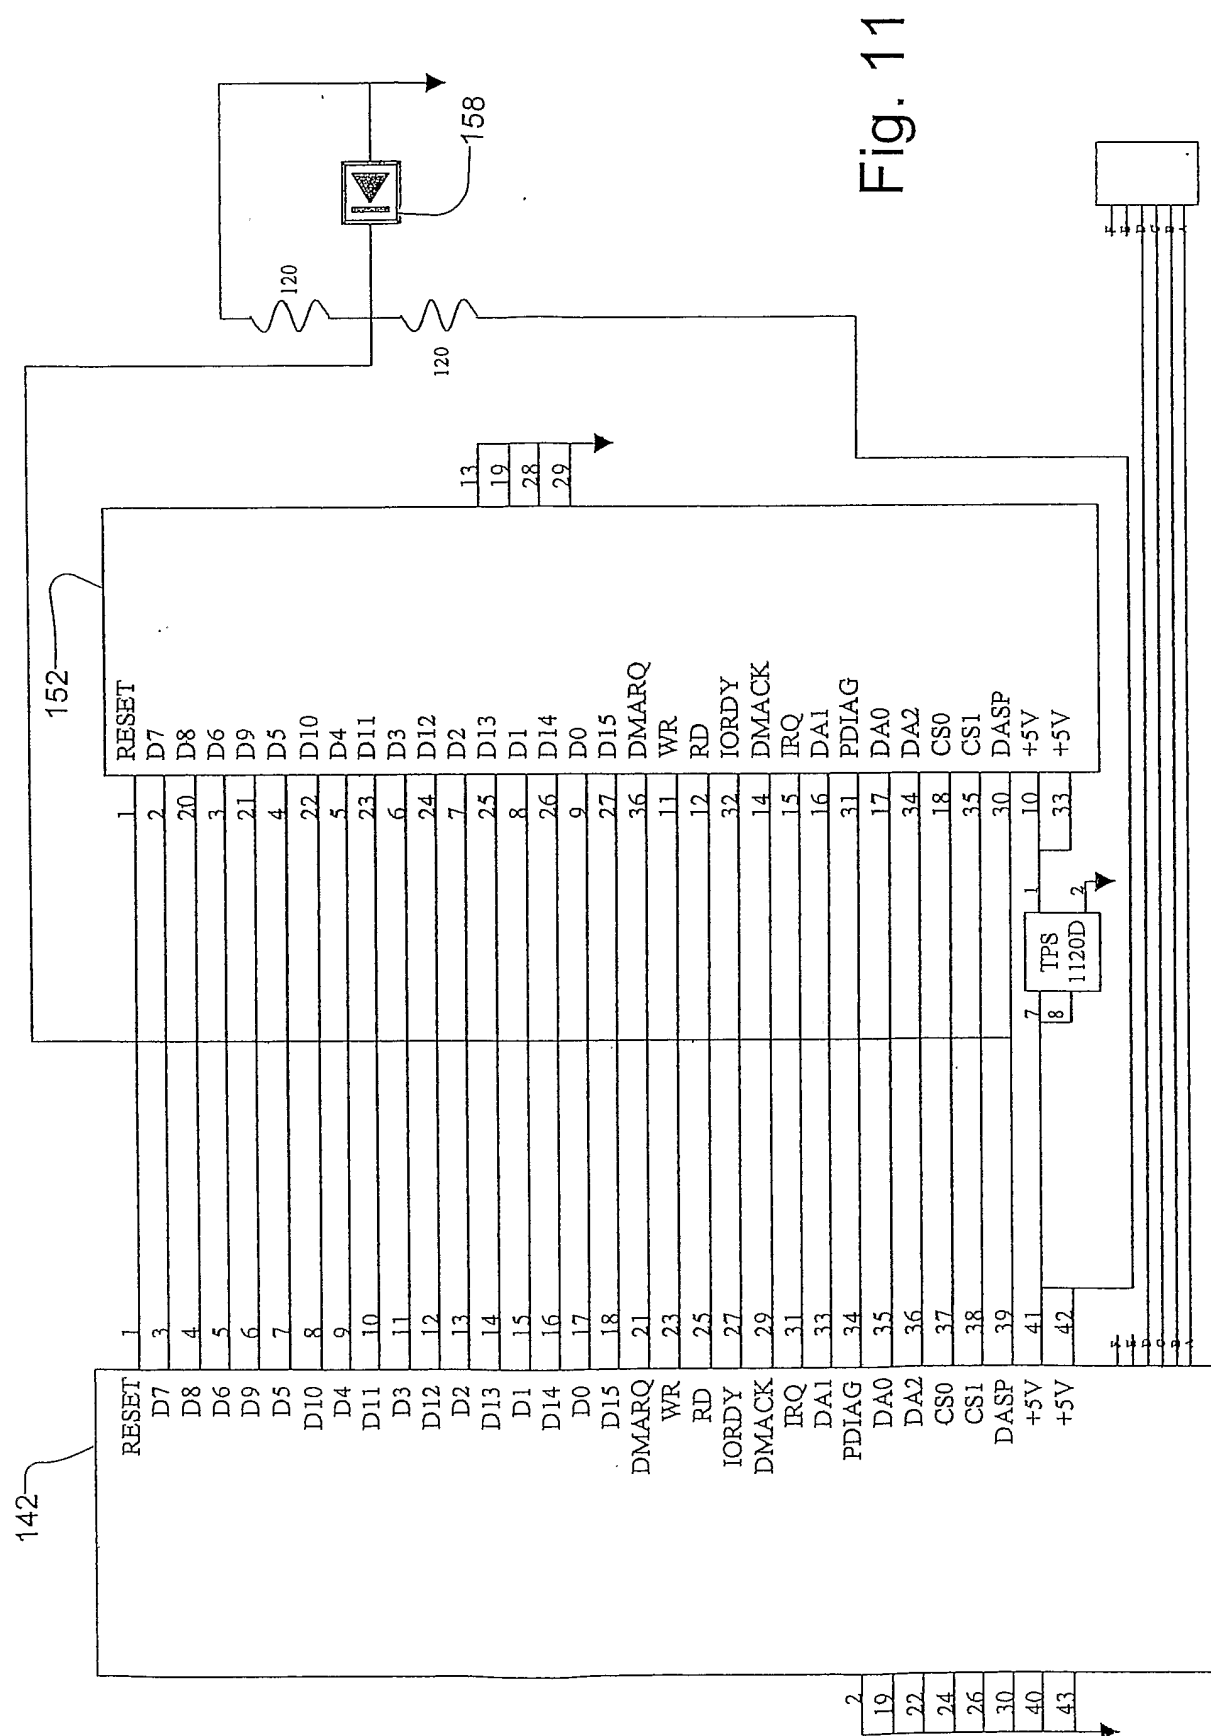 142
152
158
RESET 1 1 RESET
D7 3 2 D7
D8 4 20 D8
D6 5 3 D6
D9 6 21 D9
D5 7 4 D5
D10 8 22 D10
D4 9 5 D4
D11 10 23 D11
D3 11 6 D3
D12 12 24 D12
D2 13 7 D2
D13 14 25 D13
D1 15 8 D1
D14 16 26 D14
D0 17 9 D0
D15 18 27 D15
DMARQ 21 36 DMARQ
WR 23 11 WR
RD 25 12 RD
IORDY 27 32 IORDY
DMACK 29 14 DMACK
IRQ 31 15 IRQ
DA1 33 16 DA1
PDIAG 34 31 PDIAG
DA0 35 17 DA0
DA2 36 34 DA2
CS0 37 18 CS0
CS1 38 35 CS1
DASP 39 30 DASP
+5V 41 10 +5V
+5V 42 33 +5V
120
120
13
19
28
29
2
19
22
24
26
30
40
43
7
8
TPS
1120D
1
2
Fig. 11